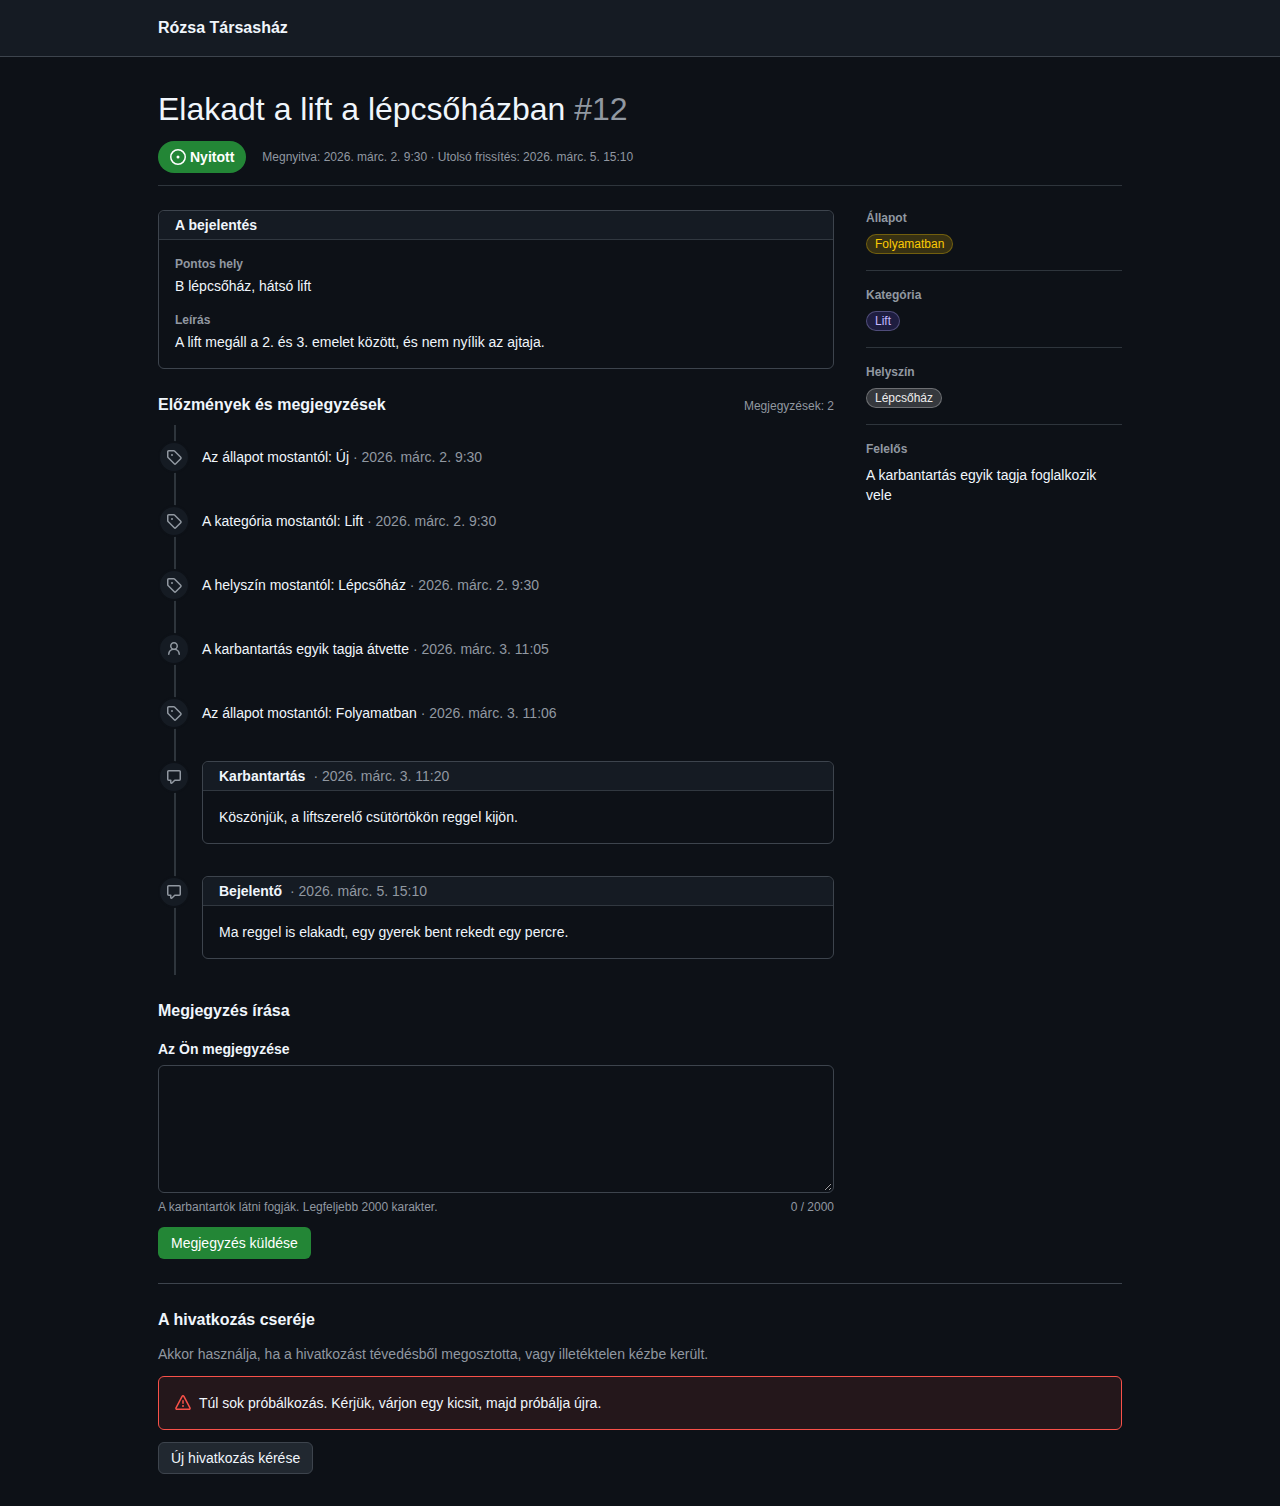 Rózsa Társasház
Elakadt a lift a lépcsőházban #12
Nyitott
Megnyitva: 2026. márc. 2. 9:30 · Utolsó frissítés: 2026. márc. 5. 15:10
A bejelentés
Pontos hely
B lépcsőház, hátsó lift
Leírás
A lift megáll a 2. és 3. emelet között, és nem nyílik az ajtaja.
Állapot
Folyamatban
Kategória
Lift
Helyszín
Lépcsőház
Felelős
A karbantartás egyik tagja foglalkozik
vele
Előzmények és megjegyzések
Megjegyzések: 2
Az állapot mostantól: Új · 2026. márc. 2. 9:30
A kategória mostantól: Lift · 2026. márc. 2. 9:30
A helyszín mostantól: Lépcsőház · 2026. márc. 2. 9:30
A karbantartás egyik tagja átvette · 2026. márc. 3. 11:05
Az állapot mostantól: Folyamatban · 2026. márc. 3. 11:06
Karbantartás · 2026. márc. 3. 11:20
Köszönjük, a liftszerelő csütörtökön reggel kijön.
Bejelentő · 2026. márc. 5. 15:10
Ma reggel is elakadt, egy gyerek bent rekedt egy percre.
Megjegyzés írása
Az Ön megjegyzése
A karbantartók látni fogják. Legfeljebb 2000 karakter.
0 / 2000
Megjegyzés küldése
A hivatkozás cseréje
Akkor használja, ha a hivatkozást tévedésből megosztotta, vagy illetéktelen kézbe került.
Túl sok próbálkozás. Kérjük, várjon egy kicsit, majd próbálja újra.
Új hivatkozás kérése